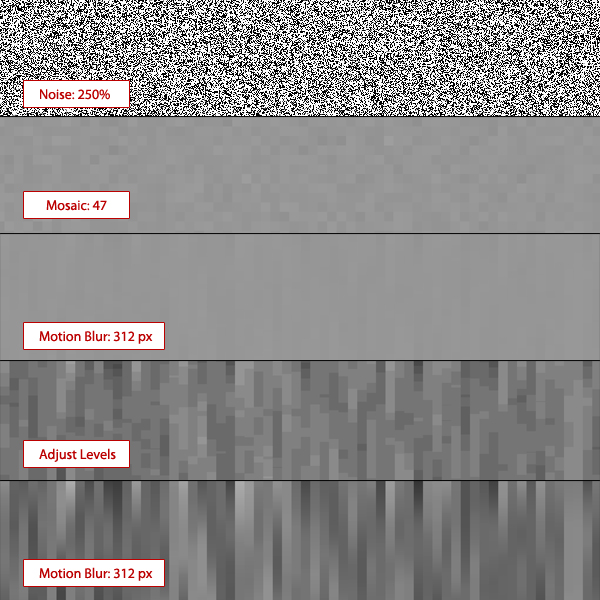 Noise: 250%
Mosaic: 47
Motion Blur: 312 px
Adjust Levels
Motion Blur: 312 px